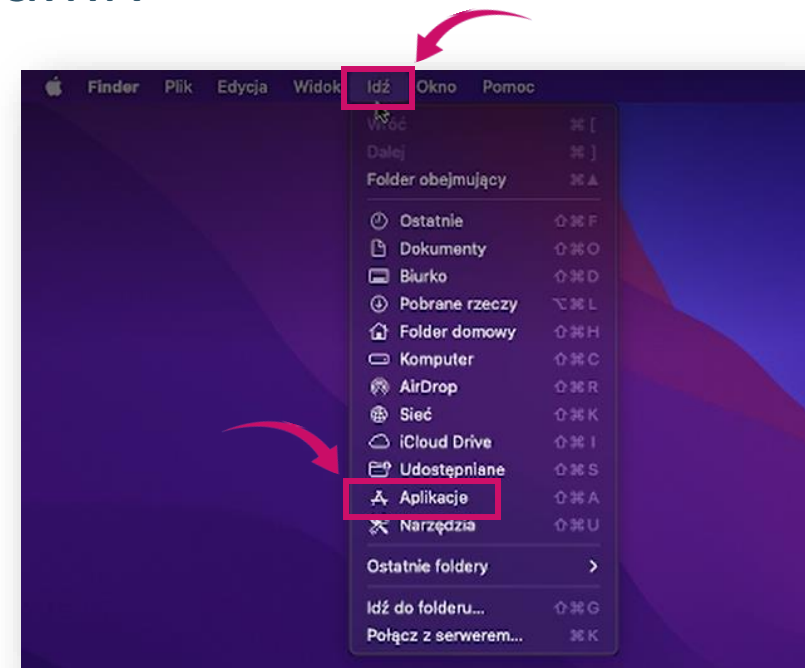 Finder Plik Edycja Widok Idź Okno Pomoc
Wróć ⌘ [
Dalej ⌘ ]
Folder obejmujący ⌘▲
Ostatnie ⇧⌘F
Dokumenty ⇧⌘O
Biurko ⇧⌘D
Pobrane rzeczy ⌥⌘L
Folder domowy ⇧⌘H
Komputer ⇧⌘C
AirDrop ⇧⌘R
Sieć ⇧⌘K
iCloud Drive ⇧⌘I
Udostępniane ⇧⌘S
Aplikacje ⇧⌘A
Narzędzia ⇧⌘U
Ostatnie foldery >
Idź do folderu... ⇧⌘G
Połącz z serwerem... ⌘K